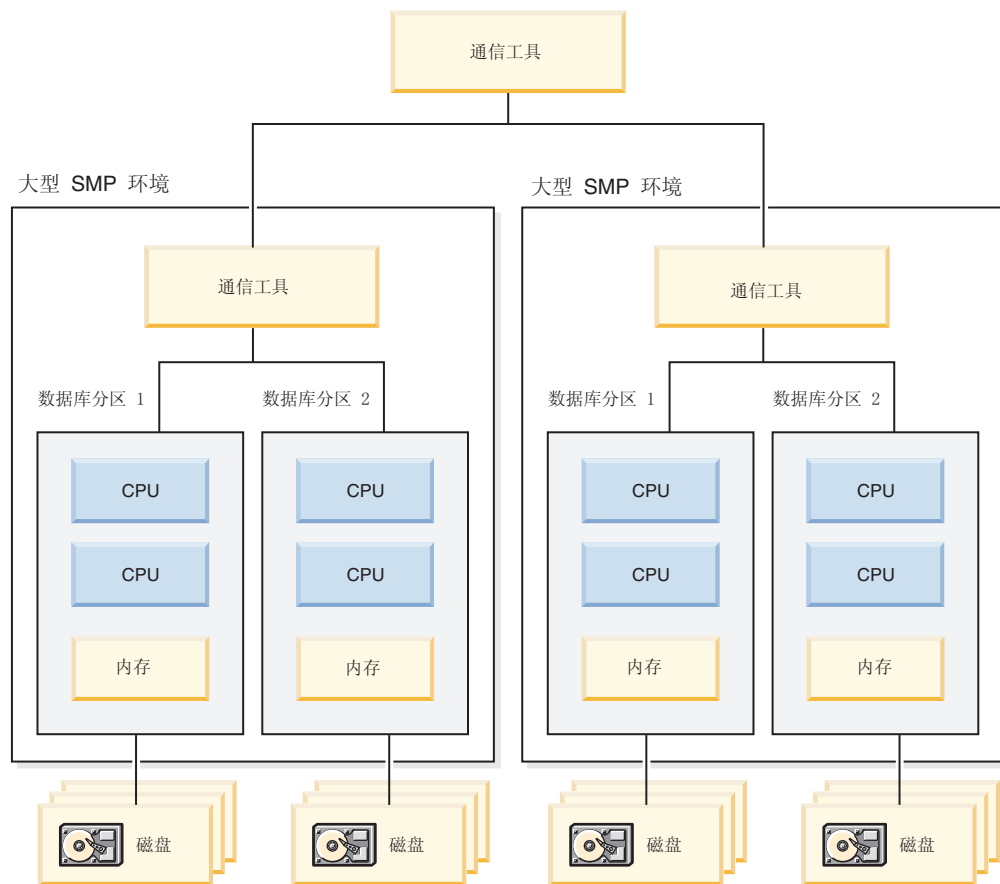 通信工具
大型 SMP 环境
大型 SMP 环境
通信工具
通信工具
数据库分区 1
数据库分区 2
数据库分区 1
数据库分区 2
CPU
CPU
CPU
CPU
CPU
CPU
CPU
CPU
内存
内存
内存
内存
磁盘
磁盘
磁盘
磁盘